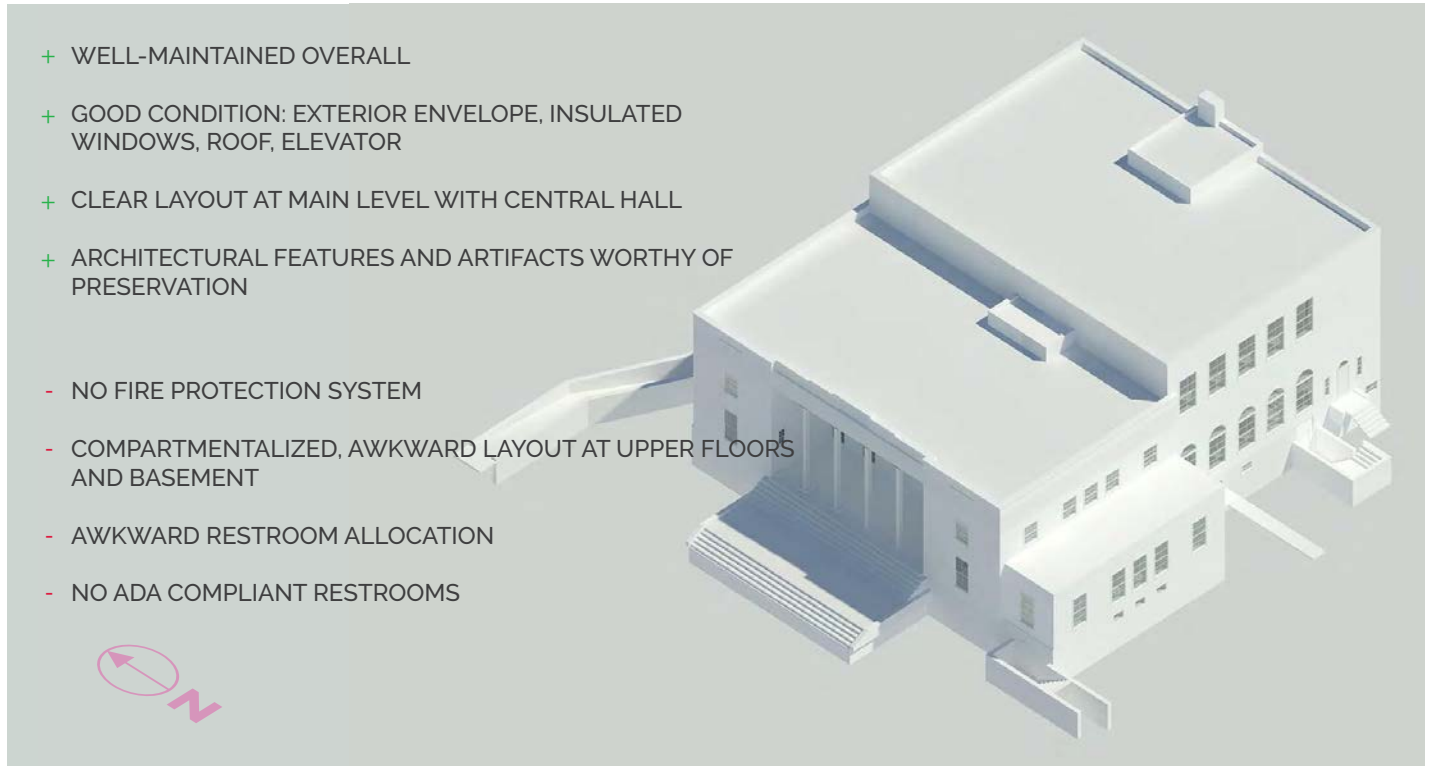 + WELL-MAINTAINED OVERALL
+ GOOD CONDITION: EXTERIOR ENVELOPE, INSULATED
WINDOWS, ROOF, ELEVATOR
+ CLEAR LAYOUT AT MAIN LEVEL WITH CENTRAL HALL
+ ARCHITECTURAL FEATURES AND ARTIFACTS WORTHY OF
PRESERVATION
- NO FIRE PROTECTION SYSTEM
- COMPARTMENTALIZED, AWKWARD LAYOUT AT UPPER FLOORS
AND BASEMENT
- AWKWARD RESTROOM ALLOCATION
- NO ADA COMPLIANT RESTROOMS
N